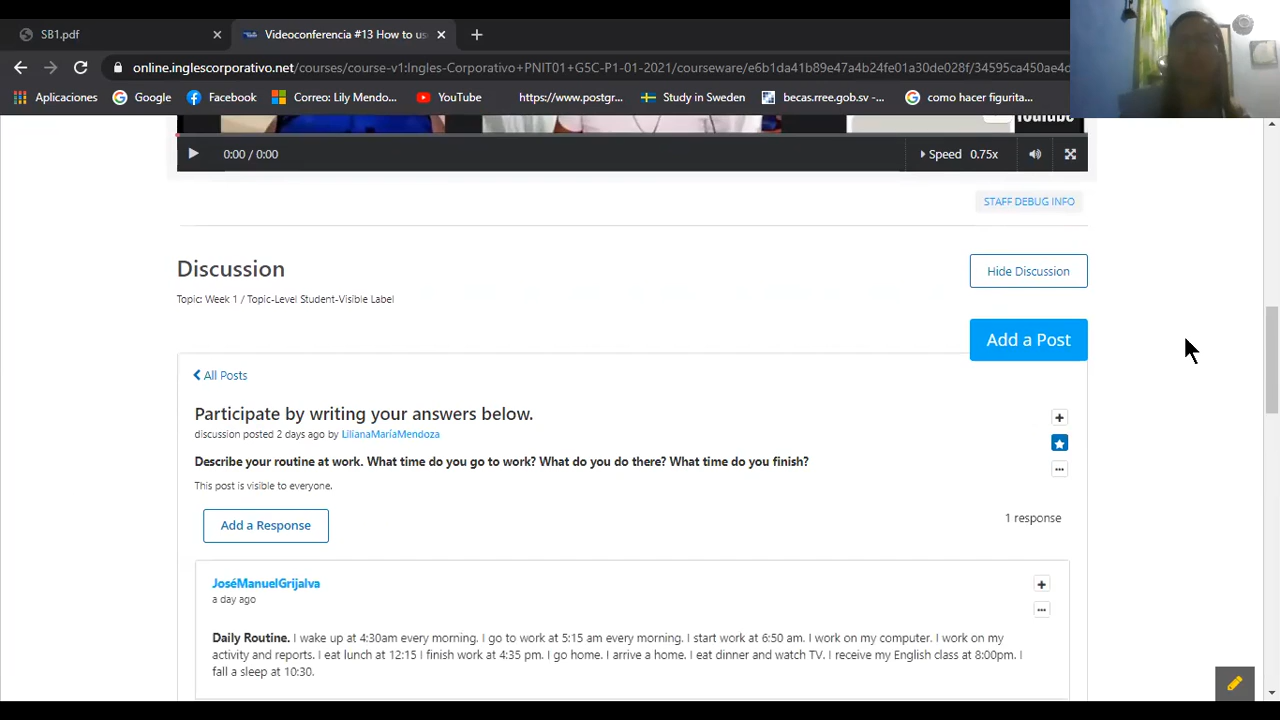 SB1.pdf
Videoconferencia #13 How to us
online.inglescorporativo.net/courses/course-v1:Ingles-Corporativo+PNIT01+G5C-P1-01-2021/courseware/e6b1da41b89e47a4b24fe01a30de028f/34595ca450ae4d
Aplicaciones Google Facebook Correo: Lily Mendo... YouTube https://www.postgr... Study in Sweden becas.rree.gob.sv -... como hacer figurita...
YouTube
0:00 / 0:00 Speed 0.75x
STAFF DEBUG INFO
Discussion
Hide Discussion
Topic: Week 1 / Topic-Level Student-Visible Label
Add a Post
All Posts
Participate by writing your answers below.
discussion posted 2 days ago by LilianaMaríaMendoza
Describe your routine at work. What time do you go to work? What do you do there? What time do you finish?
This post is visible to everyone.
Add a Response
1 response
JoséManuelGrijalva
a day ago
Daily Routine. I wake up at 4:30am every morning. I go to work at 5:15 am every morning. I start work at 6:50 am. I work on my computer. I work on my
activity and reports. I eat lunch at 12:15 I finish work at 4:35 pm. I go home. I arrive a home. I eat dinner and watch TV. I receive my English class at 8:00pm. I
fall a sleep at 10:30.